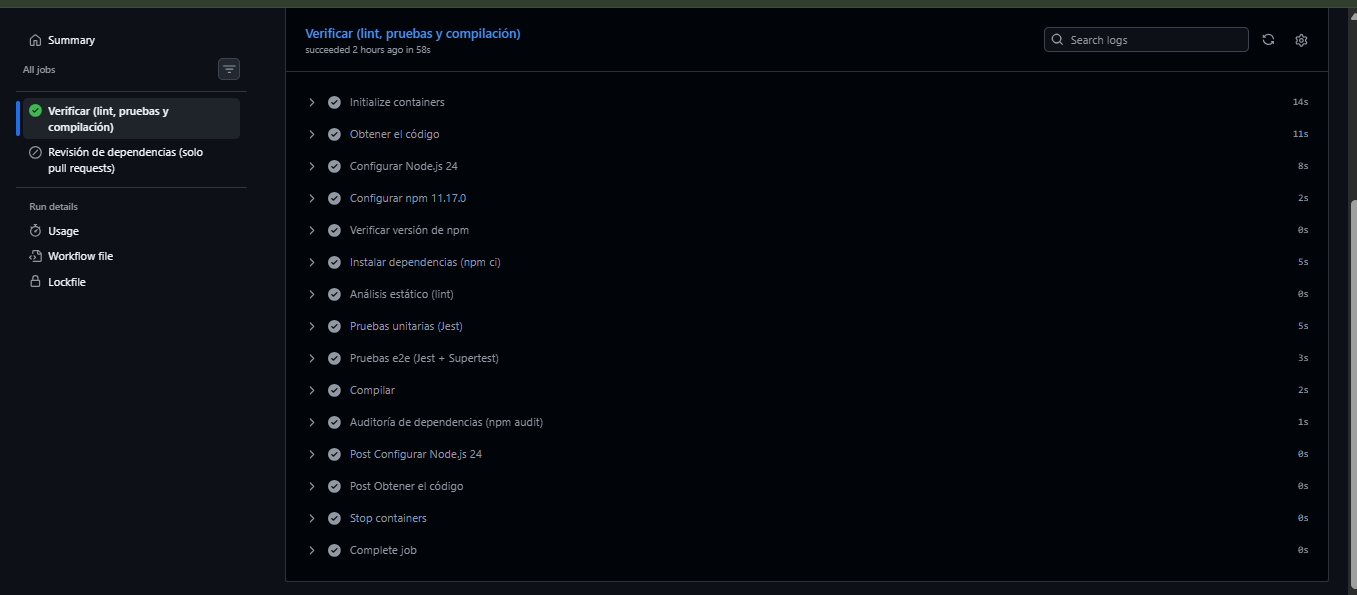 Summary
All jobs
Verificar (lint, pruebas y
compilación)
Revisión de dependencias (solo
pull requests)
Run details
Usage
Workflow file
Lockfile
Verificar (lint, pruebas y compilación)
succeeded 2 hours ago in 58s
Search logs
Initialize containers 14s
Obtener el código 11s
Configurar Node.js 24 8s
Configurar npm 11.17.0 2s
Verificar versión de npm 0s
Instalar dependencias (npm ci) 5s
Análisis estático (lint) 0s
Pruebas unitarias (Jest) 5s
Pruebas e2e (Jest + Supertest) 3s
Compilar 2s
Auditoría de dependencias (npm audit) 1s
Post Configurar Node.js 24 0s
Post Obtener el código 0s
Stop containers 0s
Complete job 0s